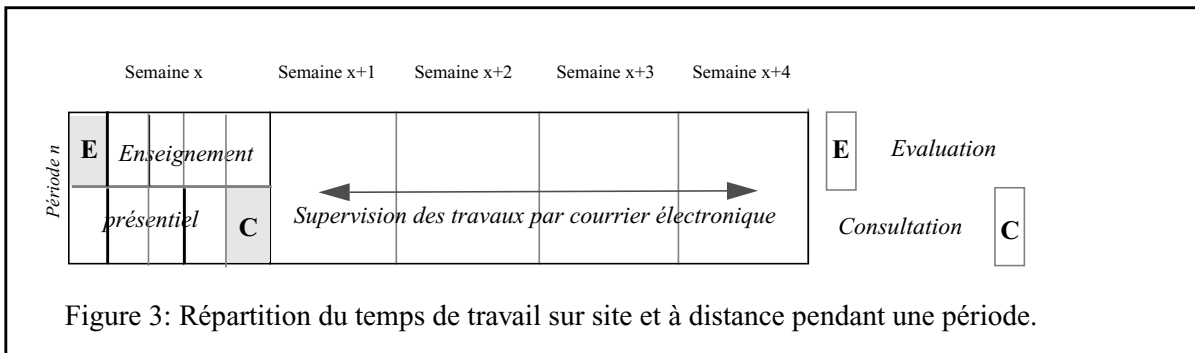 Semaine x Semaine x+1 Semaine x+2 Semaine x+3 Semaine x+4
Période n
E Enseignement
présentiel C
Supervision des travaux par courrier électronique
E Evaluation
Consultation C
Figure 3: Répartition du temps de travail sur site et à distance pendant une période.